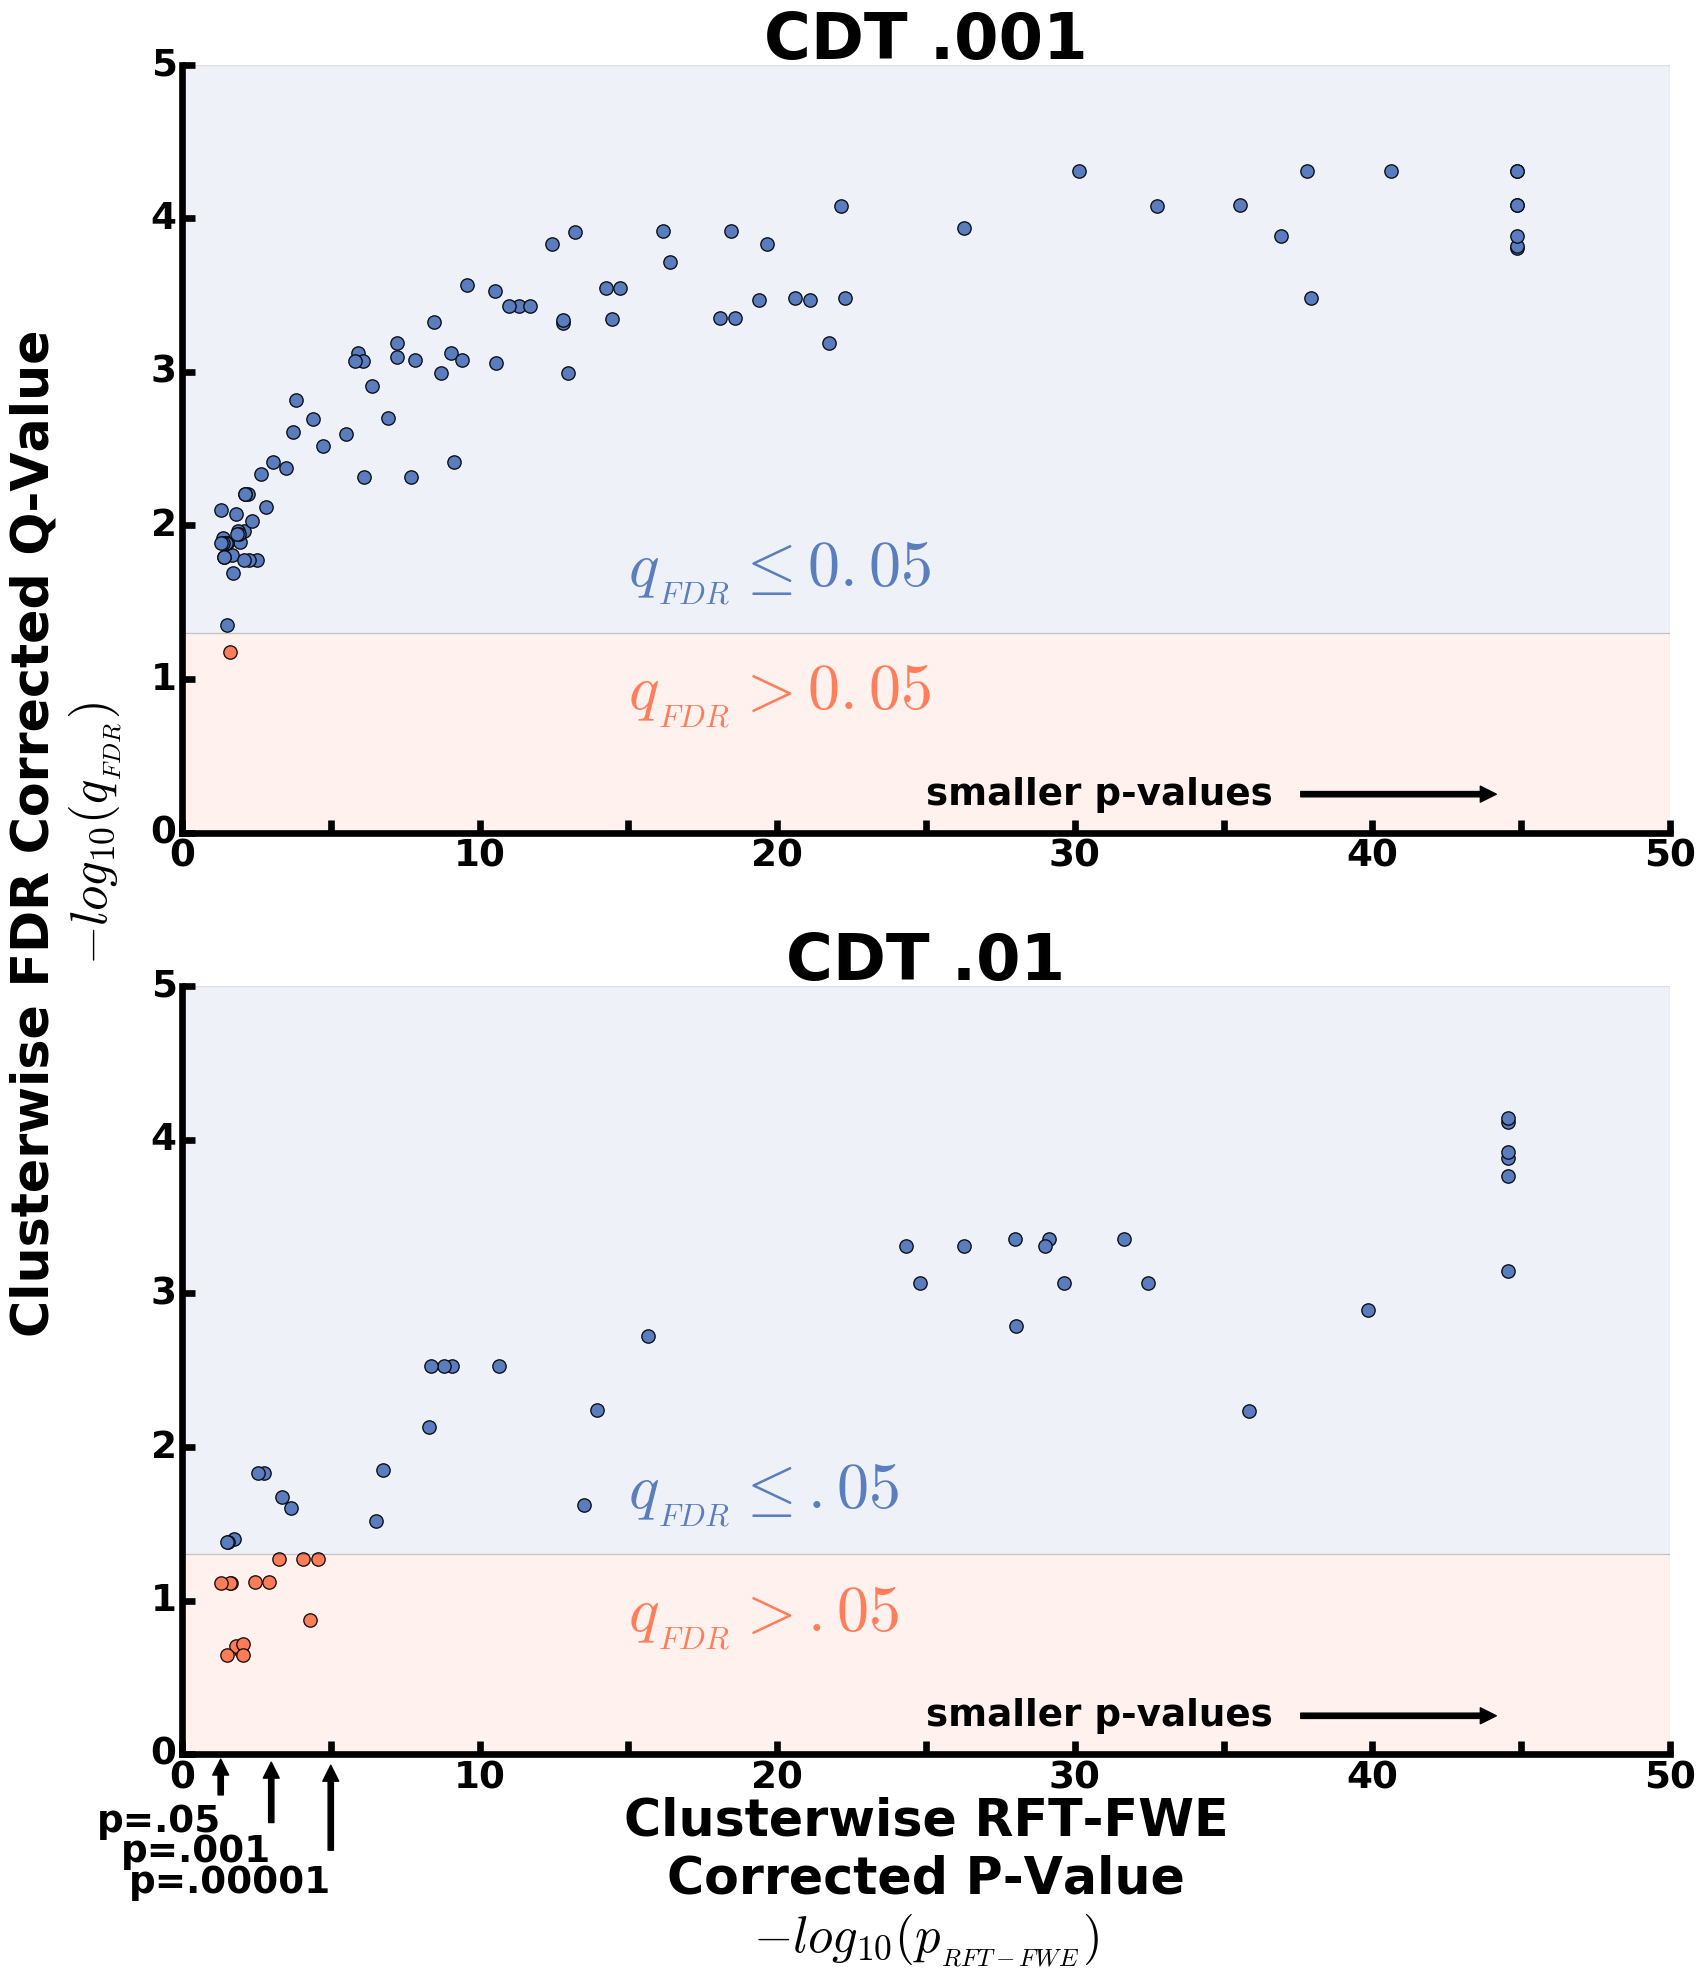 CDT .001
5
4
3
2
1
0
0 10 20 30 40 50
q_FDR ≤ 0.05
q_FDR > 0.05
smaller p-values
Clusterwise FDR Corrected Q-Value
−log10(q_FDR)
CDT .01
5
4
3
2
1
0
0 10 20 30 40 50
q_FDR ≤ .05
q_FDR > .05
smaller p-values
p=.05
p=.001
p=.00001
Clusterwise RFT-FWE
Corrected P-Value
−log10(p_RFT−FWE)